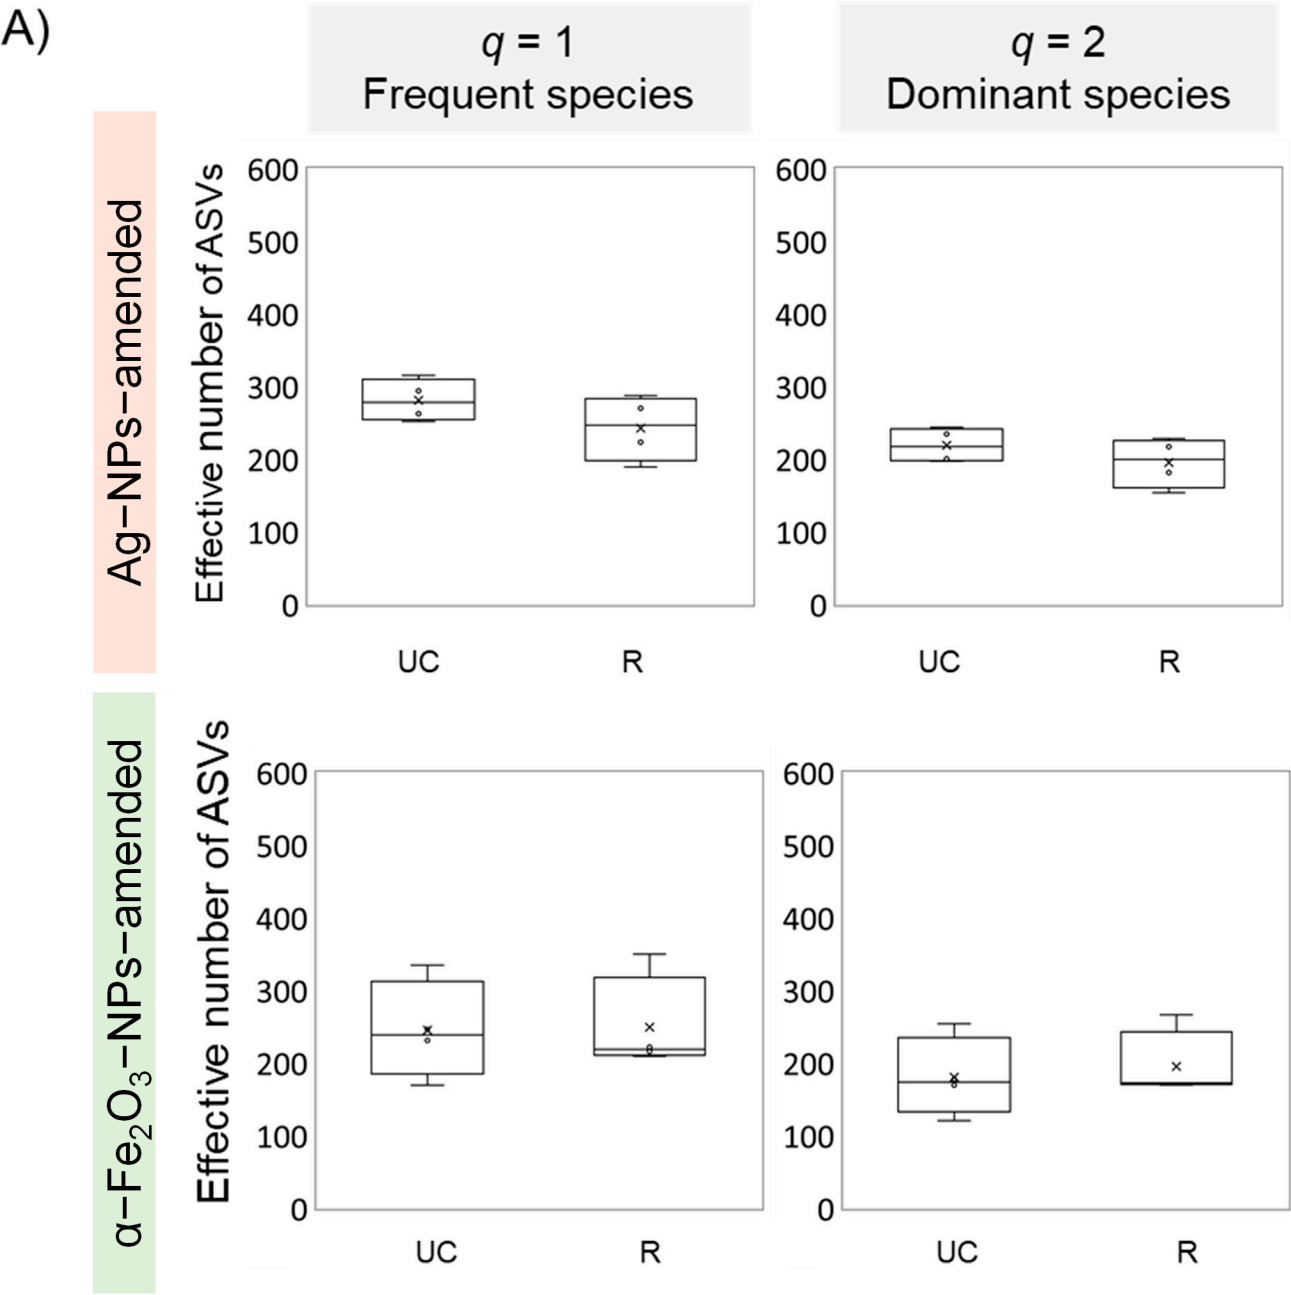 A)
q = 1
Frequent species
q = 2
Dominant species
Ag−NPs−amended
Effective number of ASVs
600
500
400
300
200
100
0
UC
R
600
500
400
300
200
100
0
UC
R
α−Fe₂O₃−NPs−amended
Effective number of ASVs
600
500
400
300
200
100
0
UC
R
600
500
400
300
200
100
0
UC
R